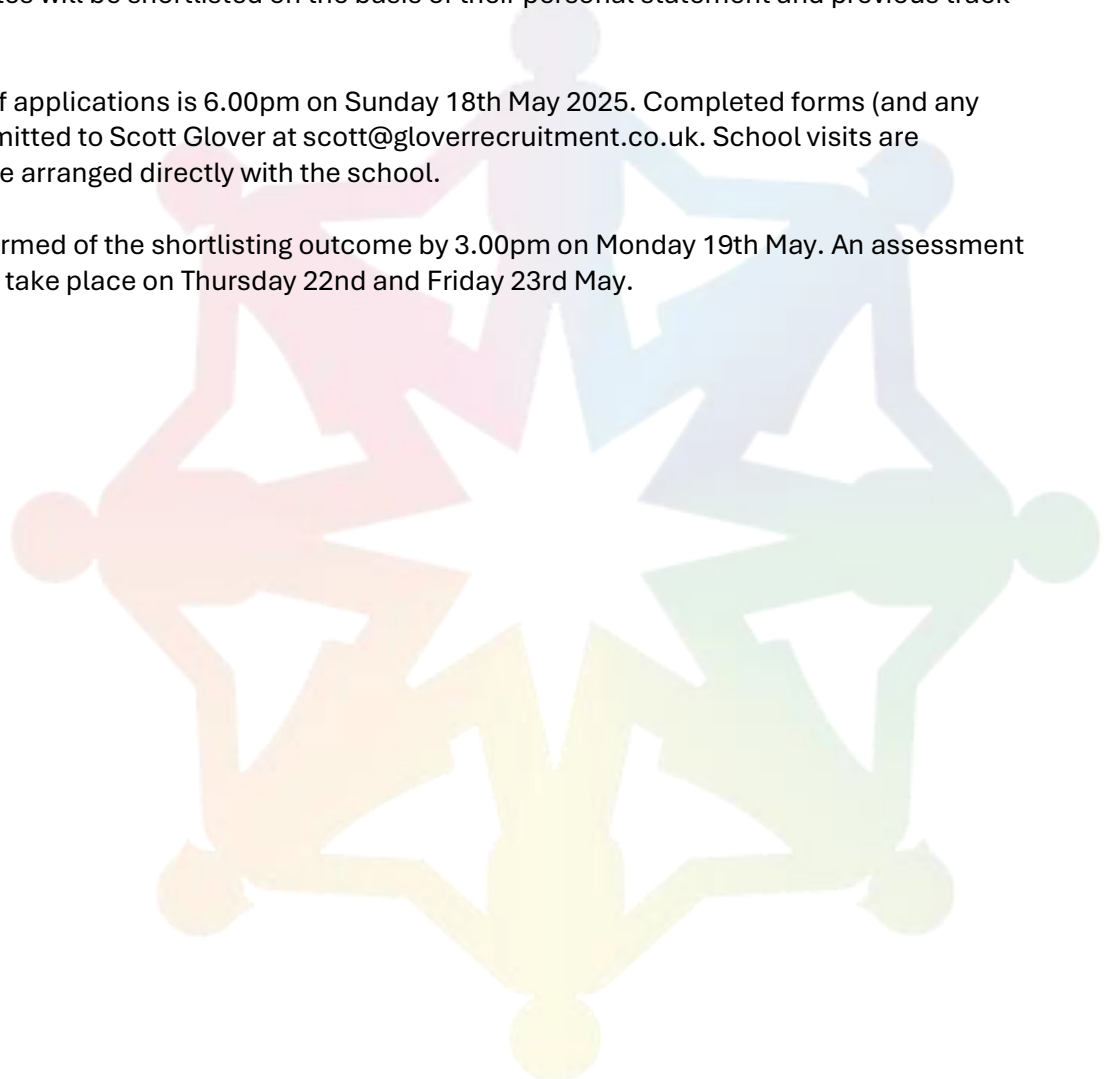 will be shortlisted on the basis of their personal statement and previous track
applications is 6.00pm on Sunday 18th May 2025. Completed forms (and any
to Scott Glover at scott@gloverrecruitment.co.uk. School visits are
arranged directly with the school.
of the shortlisting outcome by 3.00pm on Monday 19th May. An assessment
take place on Thursday 22nd and Friday 23rd May.